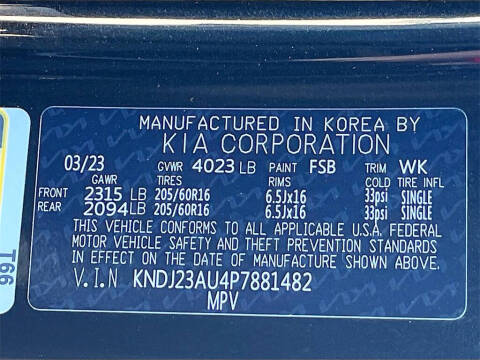 MANUFACTURED IN KOREA BY
KIA CORPORATION
03/23 GVWR 4023 LB PAINT FSB TRIM WK
GAWR TIRES RIMS COLD TIRE INFL
FRONT 2315 LB 205/60R16 6.5Jx16 33psi SINGLE
REAR 2094 LB 205/60R16 6.5Jx16 33psi SINGLE
THIS VEHICLE CONFORMS TO ALL APPLICABLE U.S.A. FEDERAL
MOTOR VEHICLE SAFETY AND THEFT PREVENTION STANDARDS
IN EFFECT ON THE DATE OF MANUFACTURE SHOWN ABOVE.
V.I.N KNDJ23AU4P7881482
MPV
T66